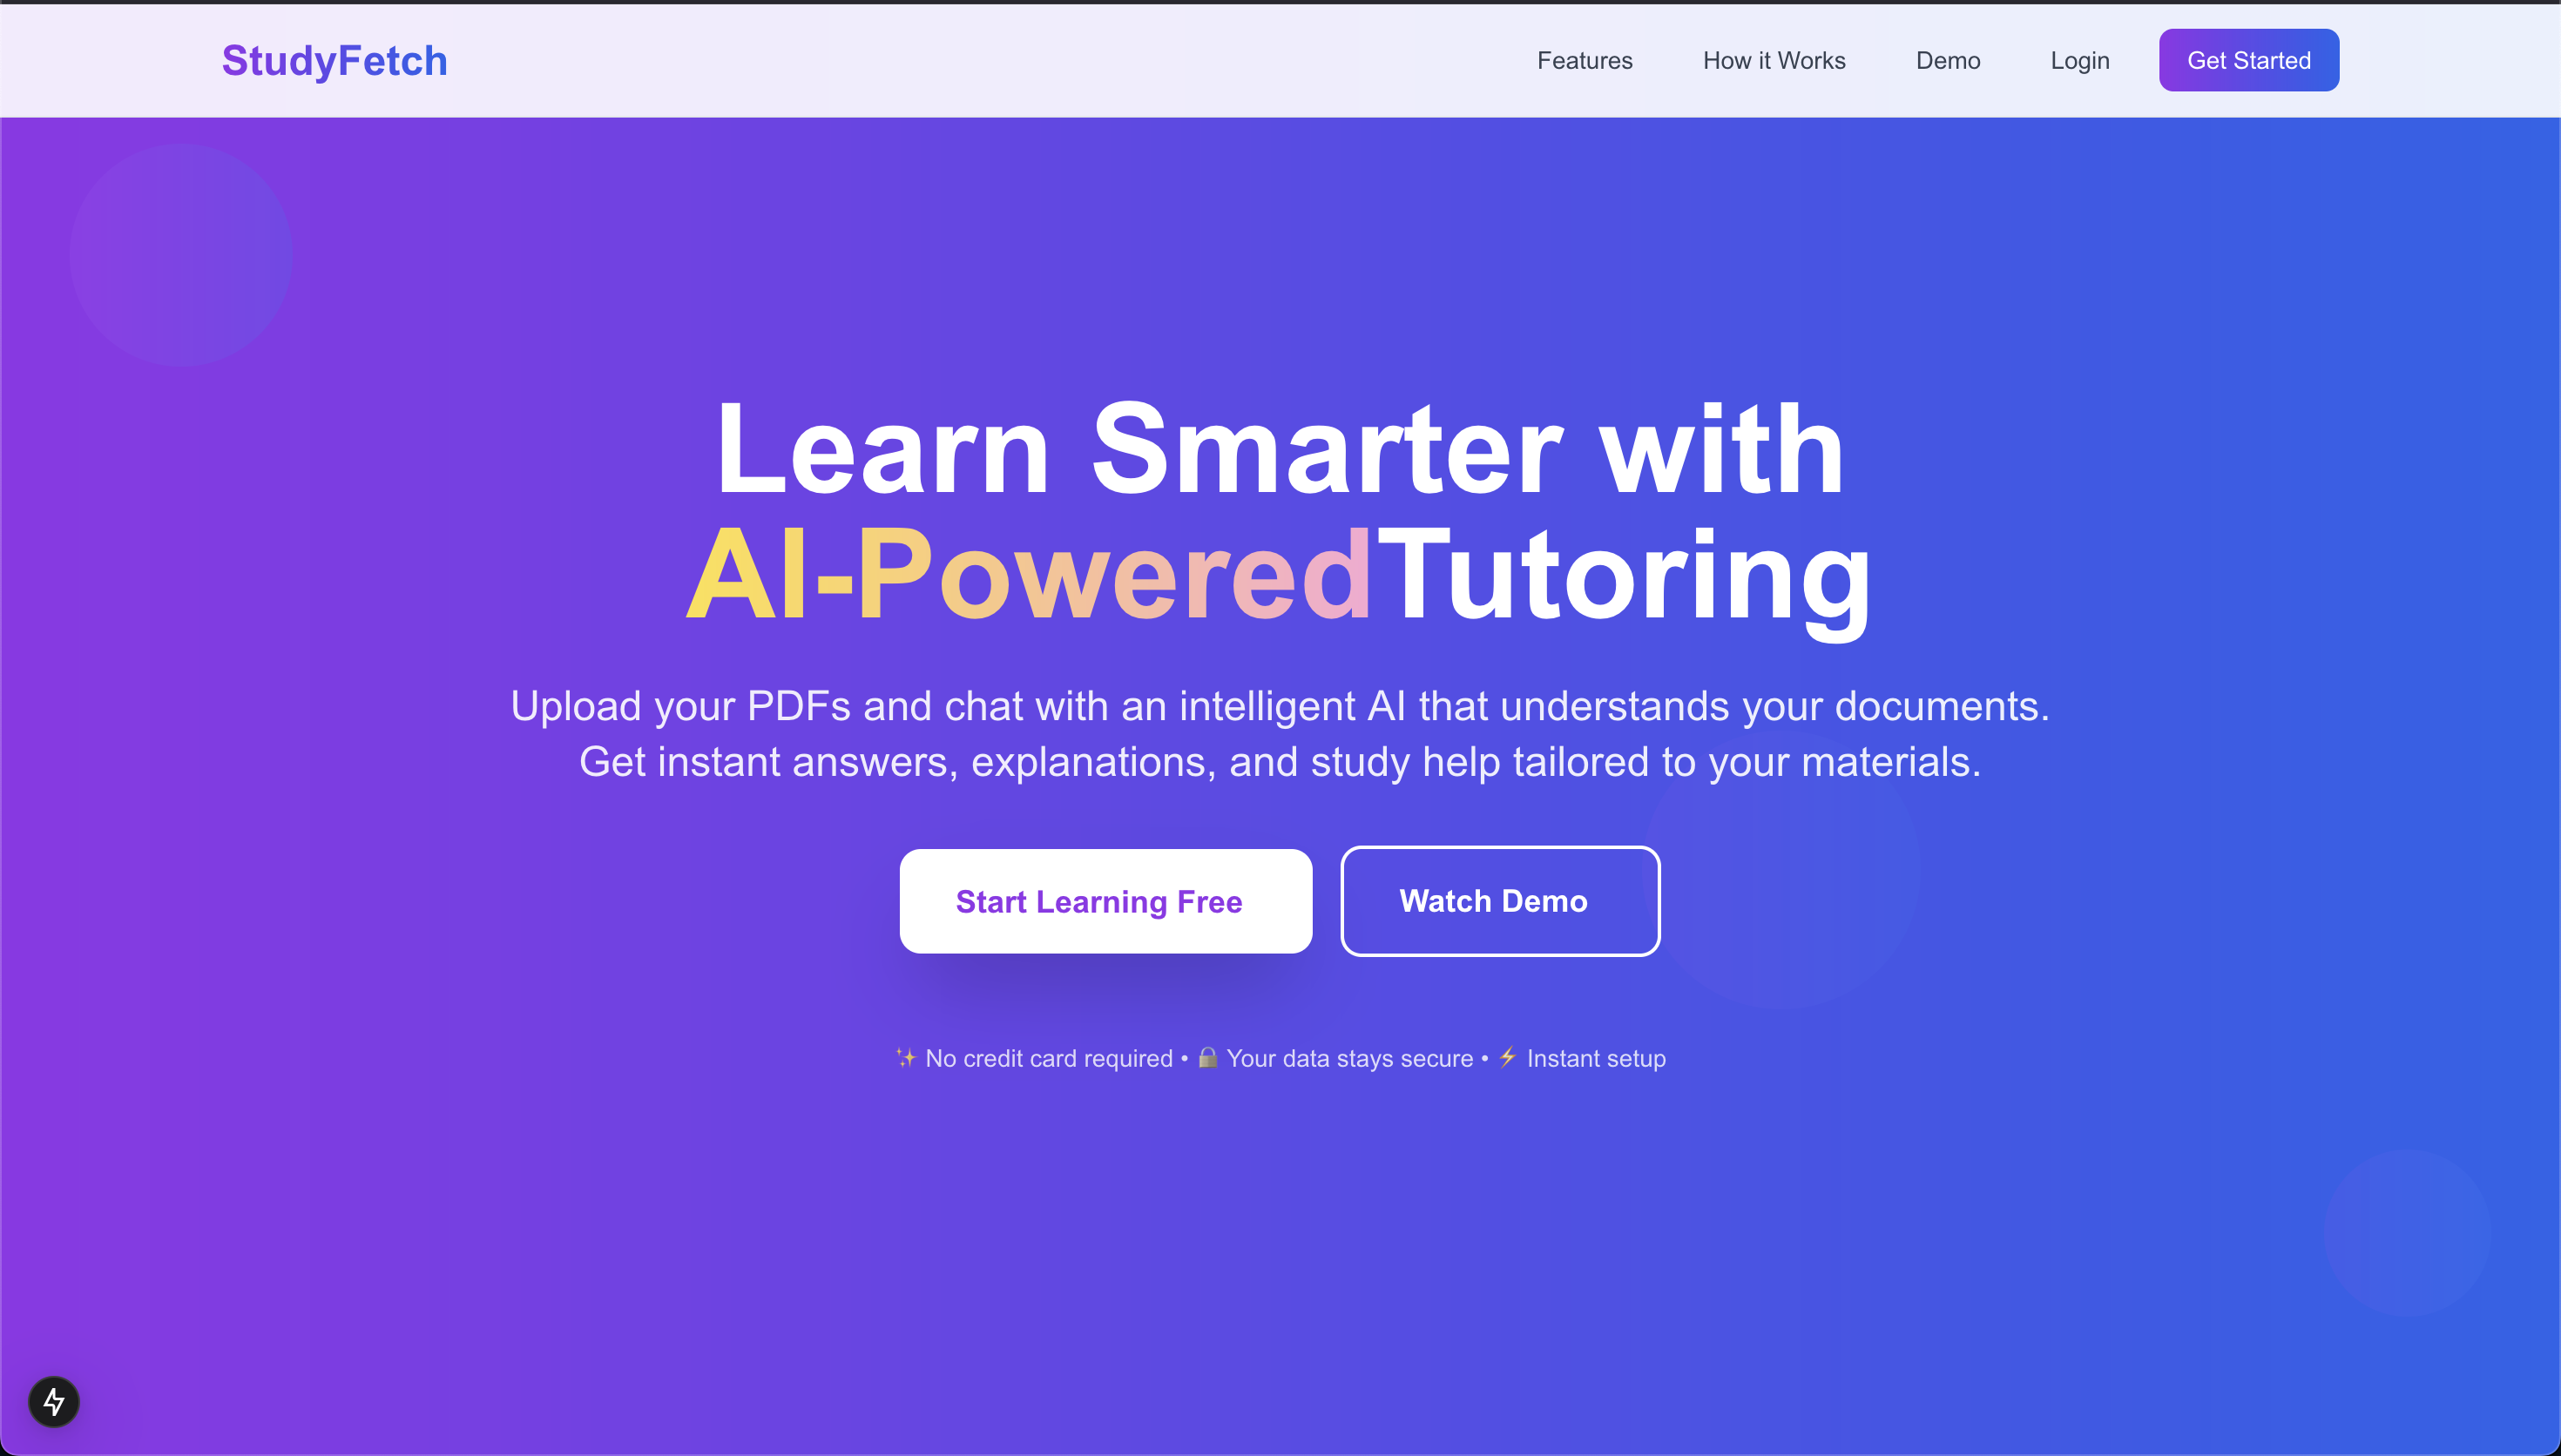 StudyFetch
Features
How it Works
Demo
Login
Get Started
Learn Smarter with
AI-PoweredTutoring
Upload your PDFs and chat with an intelligent AI that understands your documents.
Get instant answers, explanations, and study help tailored to your materials.
Start Learning Free
Watch Demo
✨ No credit card required • 🔒 Your data stays secure • ⚡ Instant setup